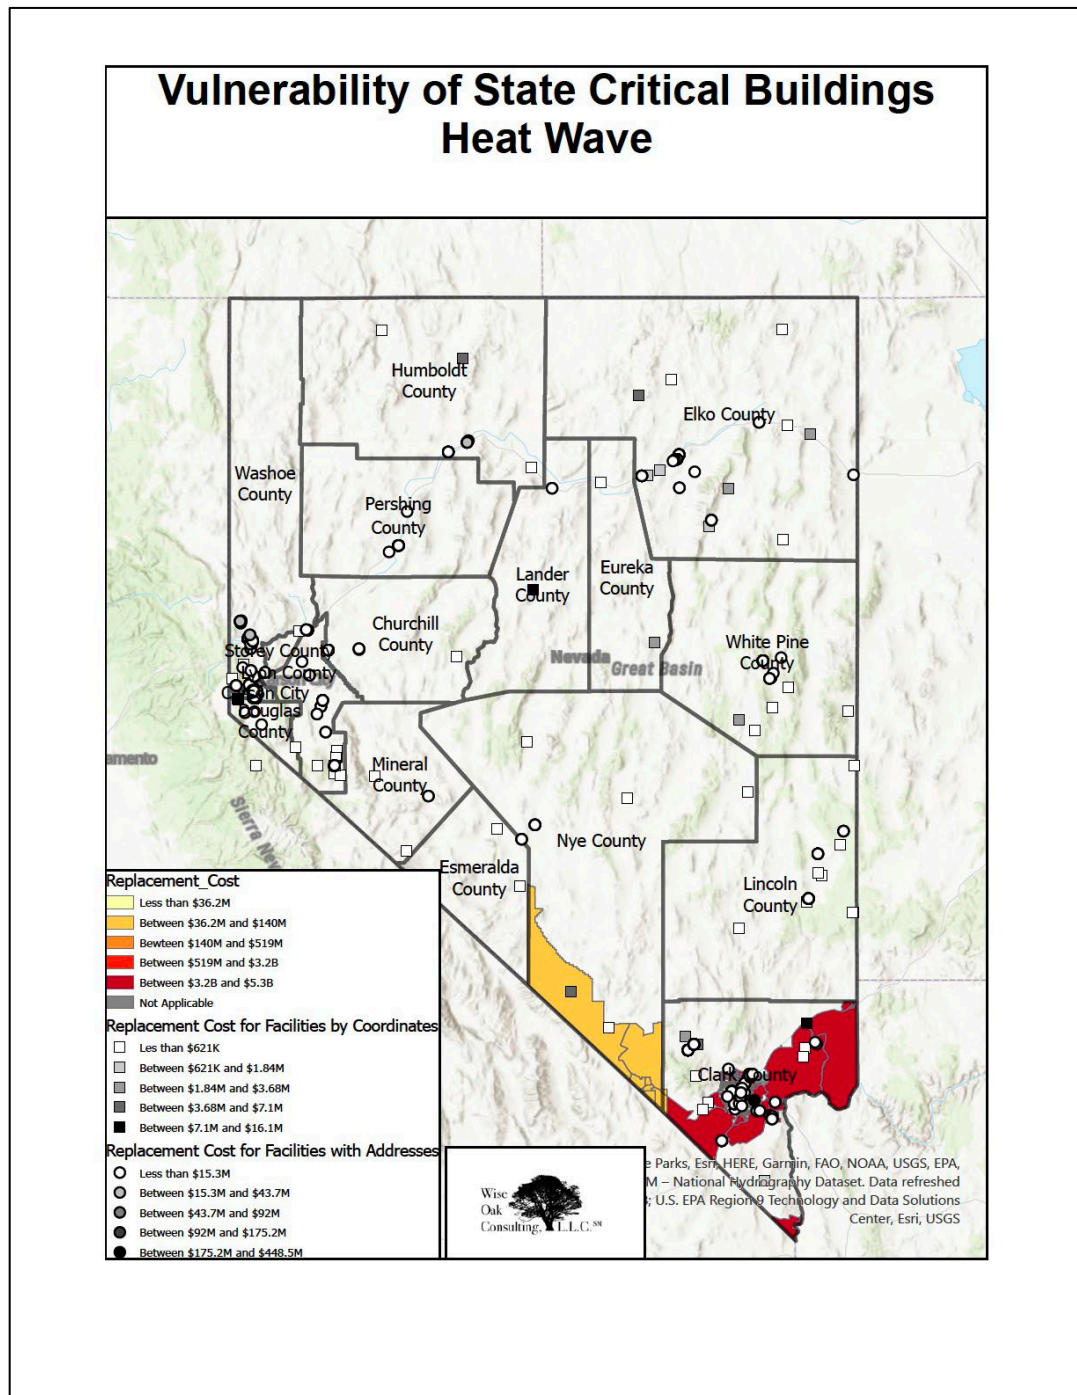 Vulnerability of State Critical Buildings
Heat Wave
Humboldt
County
Elko County
Washoe
County
Pershing
County
Lander
County
Eureka
County
Churchill
County
White Pine
County
Nevada
Great Basin
Storey County
County
City
Douglas
County
Mineral
County
amento
Sierra Nev
Nye County
Esmeralda
County
Lincoln
County
Clark County
Replacement_Cost
Less than $36.2M
Between $36.2M and $140M
Bewteen $140M and $519M
Between $519M and $3.2B
Between $3.2B and $5.3B
Not Applicable
Replacement Cost for Facilities by Coordinates
Les than $621K
Between $621K and $1.84M
Between $1.84M and $3.68M
Between $3.68M and $7.1M
Between $7.1M and $16.1M
Replacement Cost for Facilities with Addresses
Less than $15.3M
Between $15.3M and $43.7M
Between $43.7M and $92M
Between $92M and $175.2M
Between $175.2M and $448.5M
Wise
Oak
Consulting, L.L.C.℠
e Parks, Esri, HERE, Garmin, FAO, NOAA, USGS, EPA,
M – National Hydrography Dataset. Data refreshed
; U.S. EPA Region 9 Technology and Data Solutions
Center, Esri, USGS